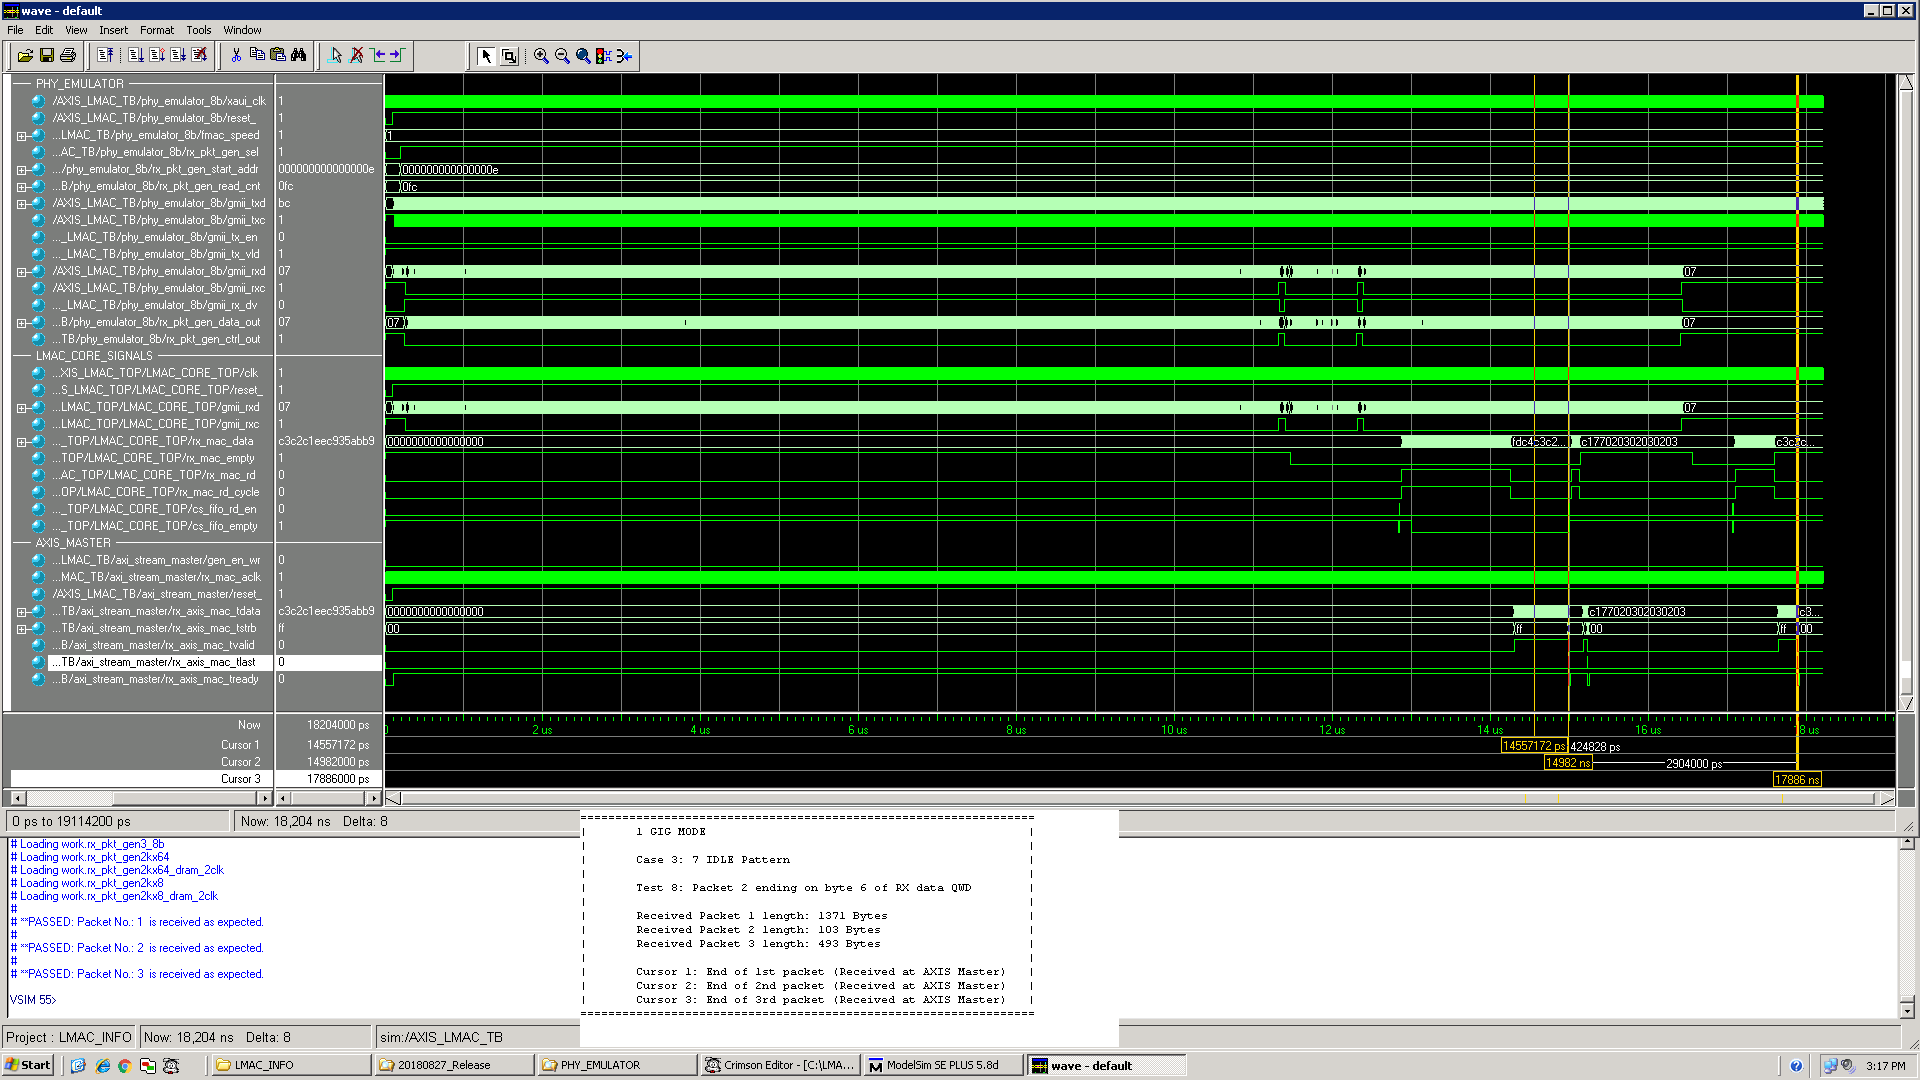 wave - default
File Edit View Insert Format Tools Window
PHY_EMULATOR
/AXIS_LMAC_TB/phy_emulator_8b/xaui_clk 1
/AXIS_LMAC_TB/phy_emulator_8b/reset_ 1
...LMAC_TB/phy_emulator_8b/fmac_speed 1 1
...AC_TB/phy_emulator_8b/rx_pkt_gen_sel 1
.../phy_emulator_8b/rx_pkt_gen_start_addr 000000000000000e 000000000000000e
...B/phy_emulator_8b/rx_pkt_gen_read_cnt 0fc 0fc
/AXIS_LMAC_TB/phy_emulator_8b/gmii_txd bc
/AXIS_LMAC_TB/phy_emulator_8b/gmii_txc 1
..._LMAC_TB/phy_emulator_8b/gmii_tx_en 0
..._LMAC_TB/phy_emulator_8b/gmii_tx_vld 1
/AXIS_LMAC_TB/phy_emulator_8b/gmii_rxd 07 07
/AXIS_LMAC_TB/phy_emulator_8b/gmii_rxc 1
..._LMAC_TB/phy_emulator_8b/gmii_rx_dv 0
...B/phy_emulator_8b/rx_pkt_gen_data_out 07 07 07
...TB/phy_emulator_8b/rx_pkt_gen_ctrl_out 1
LMAC_CORE_SIGNALS
...XIS_LMAC_TOP/LMAC_CORE_TOP/clk 1
...S_LMAC_TOP/LMAC_CORE_TOP/reset_ 1
...LMAC_TOP/LMAC_CORE_TOP/gmii_rxd 07 07
...LMAC_TOP/LMAC_CORE_TOP/gmii_rxc 1
..._TOP/LMAC_CORE_TOP/rx_mac_data c3c2c1eec935abb9 0000000000000000 fdc4c3c2... c177020302030203 c3c2c...
...TOP/LMAC_CORE_TOP/rx_mac_empty 1
...AC_TOP/LMAC_CORE_TOP/rx_mac_rd 0
...OP/LMAC_CORE_TOP/rx_mac_rd_cycle 0
..._TOP/LMAC_CORE_TOP/cs_fifo_rd_en 0
..._TOP/LMAC_CORE_TOP/cs_fifo_empty 1
AXIS_MASTER
...LMAC_TB/axi_stream_master/gen_en_wr 0
...MAC_TB/axi_stream_master/rx_mac_aclk 1
/AXIS_LMAC_TB/axi_stream_master/reset_ 1
...TB/axi_stream_master/rx_axis_mac_tdata c3c2c1eec935abb9 0000000000000000 c177020302030203 c3...
...TB/axi_stream_master/rx_axis_mac_tstrb ff 00 ff 00 ff 00
...B/axi_stream_master/rx_axis_mac_tvalid 0
...TB/axi_stream_master/rx_axis_mac_tlast 0
...B/axi_stream_master/rx_axis_mac_tready 0
Now 18204000 ps 0 2 us 4 us 6 us 8 us 10 us 12 us 14 us 16 us 18 us
Cursor 1 14557172 ps 14557172 ps 424828 ps
Cursor 2 14982000 ps 14982 ns 2904000 ps
Cursor 3 17886000 ps 17886 ns
0 ps to 19114200 ps Now: 18,204 ns Delta: 8
# Loading work.rx_pkt_gen3_8b
# Loading work.rx_pkt_gen2kx64
# Loading work.rx_pkt_gen2kx64_dram_2clk
# Loading work.rx_pkt_gen2kx8
# Loading work.rx_pkt_gen2kx8_dram_2clk
#
# **PASSED: Packet No.: 1 is received as expected.
#
# **PASSED: Packet No.: 2 is received as expected.
#
# **PASSED: Packet No.: 3 is received as expected.
VSIM 55>
1 GIG MODE
Case 3: 7 IDLE Pattern
Test 8: Packet 2 ending on byte 6 of RX data QWD
Received Packet 1 length: 1371 Bytes
Received Packet 2 length: 103 Bytes
Received Packet 3 length: 493 Bytes
Cursor 1: End of 1st packet (Received at AXIS Master)
Cursor 2: End of 2nd packet (Received at AXIS Master)
Cursor 3: End of 3rd packet (Received at AXIS Master)
Project : LMAC_INFO Now: 18,204 ns Delta: 8 sim:/AXIS_LMAC_TB
Start LMAC_INFO 20180827_Release PHY_EMULATOR Crimson Editor - [C:\LMA... ModelSim SE PLUS 5.8d wave - default 3:17 PM